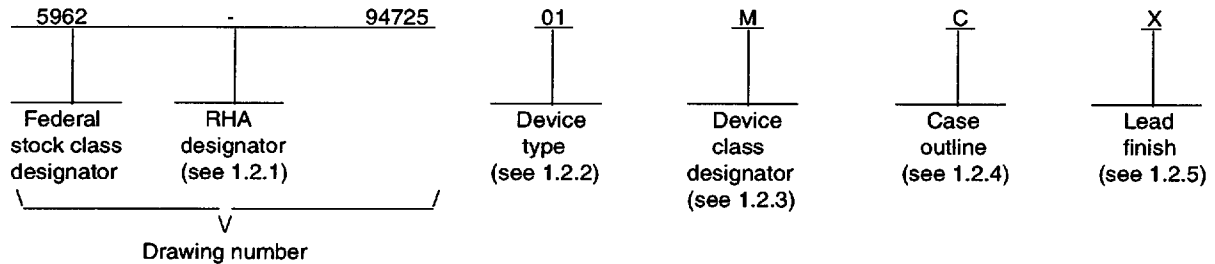 5962 - 94725 01 M C X
Federal stock class designator
RHA designator (see 1.2.1)
Device type (see 1.2.2)
Device class designator (see 1.2.3)
Case outline (see 1.2.4)
Lead finish (see 1.2.5)
Drawing number